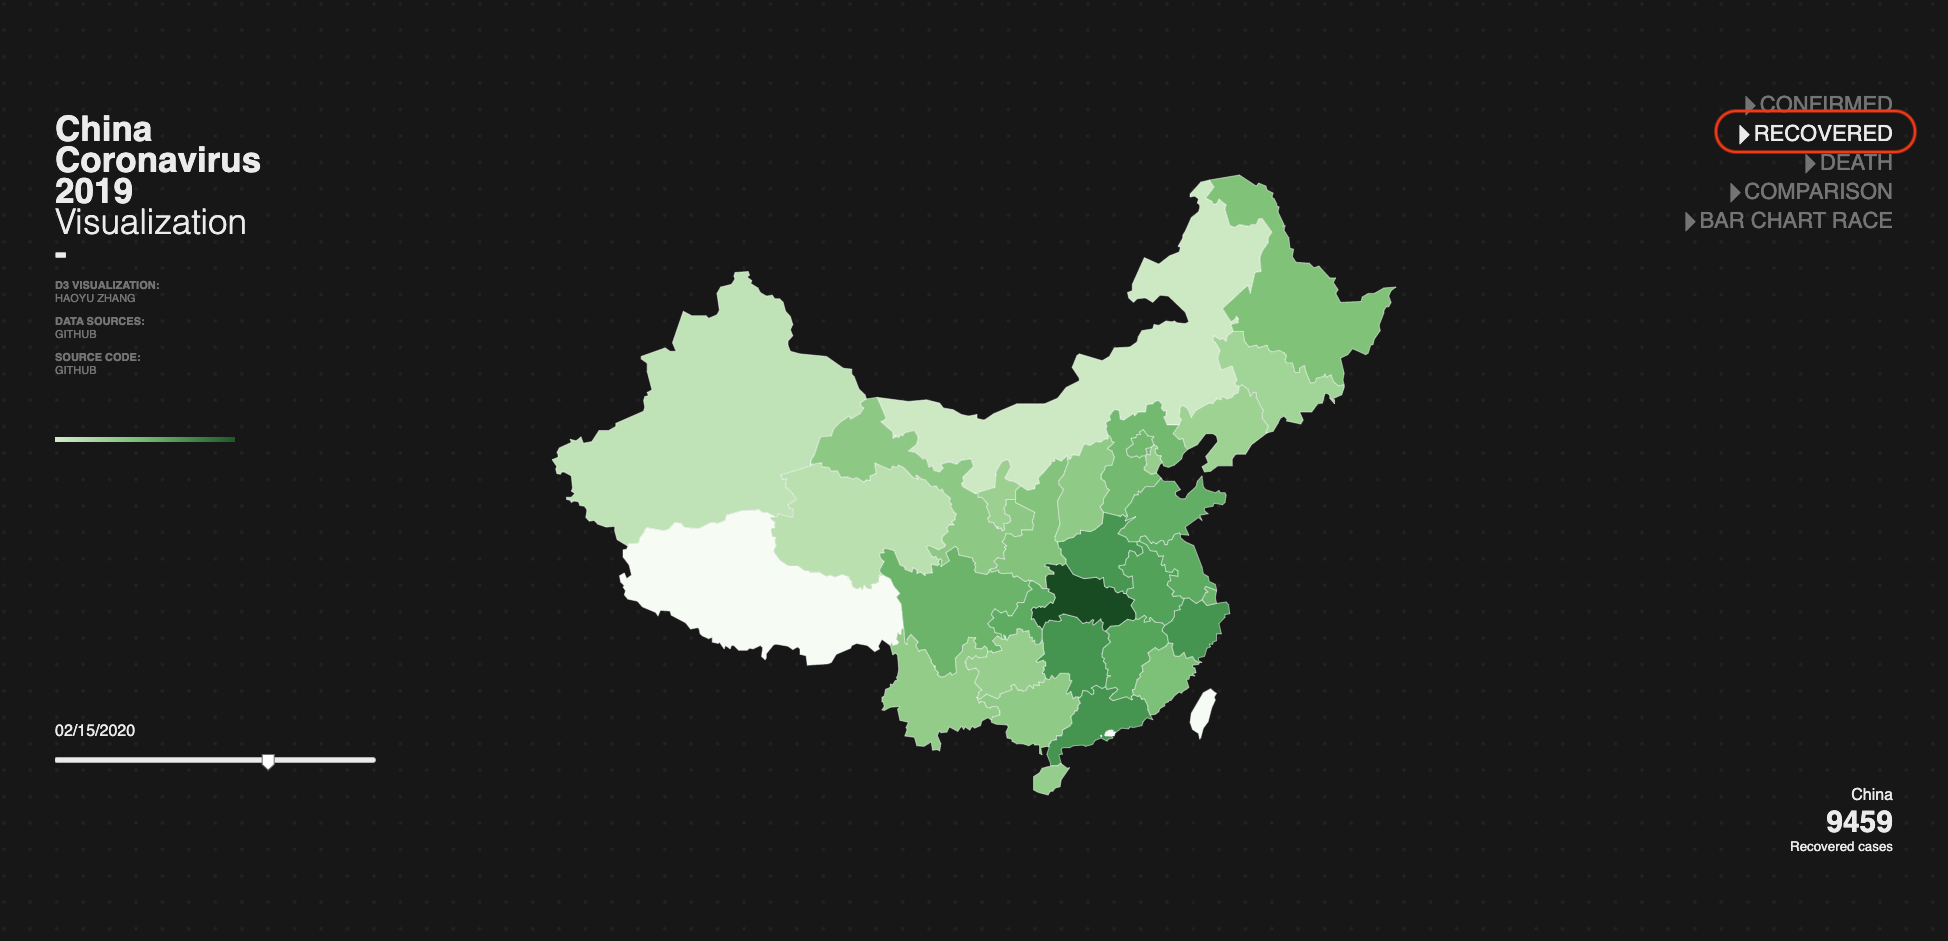 China
Coronavirus
2019
Visualization
D3 VISUALIZATION:
HAOYU ZHANG
DATA SOURCES:
GITHUB
SOURCE CODE:
GITHUB
02/15/2020
CONFIRMED
RECOVERED
DEATH
COMPARISON
BAR CHART RACE
China
9459
Recovered cases